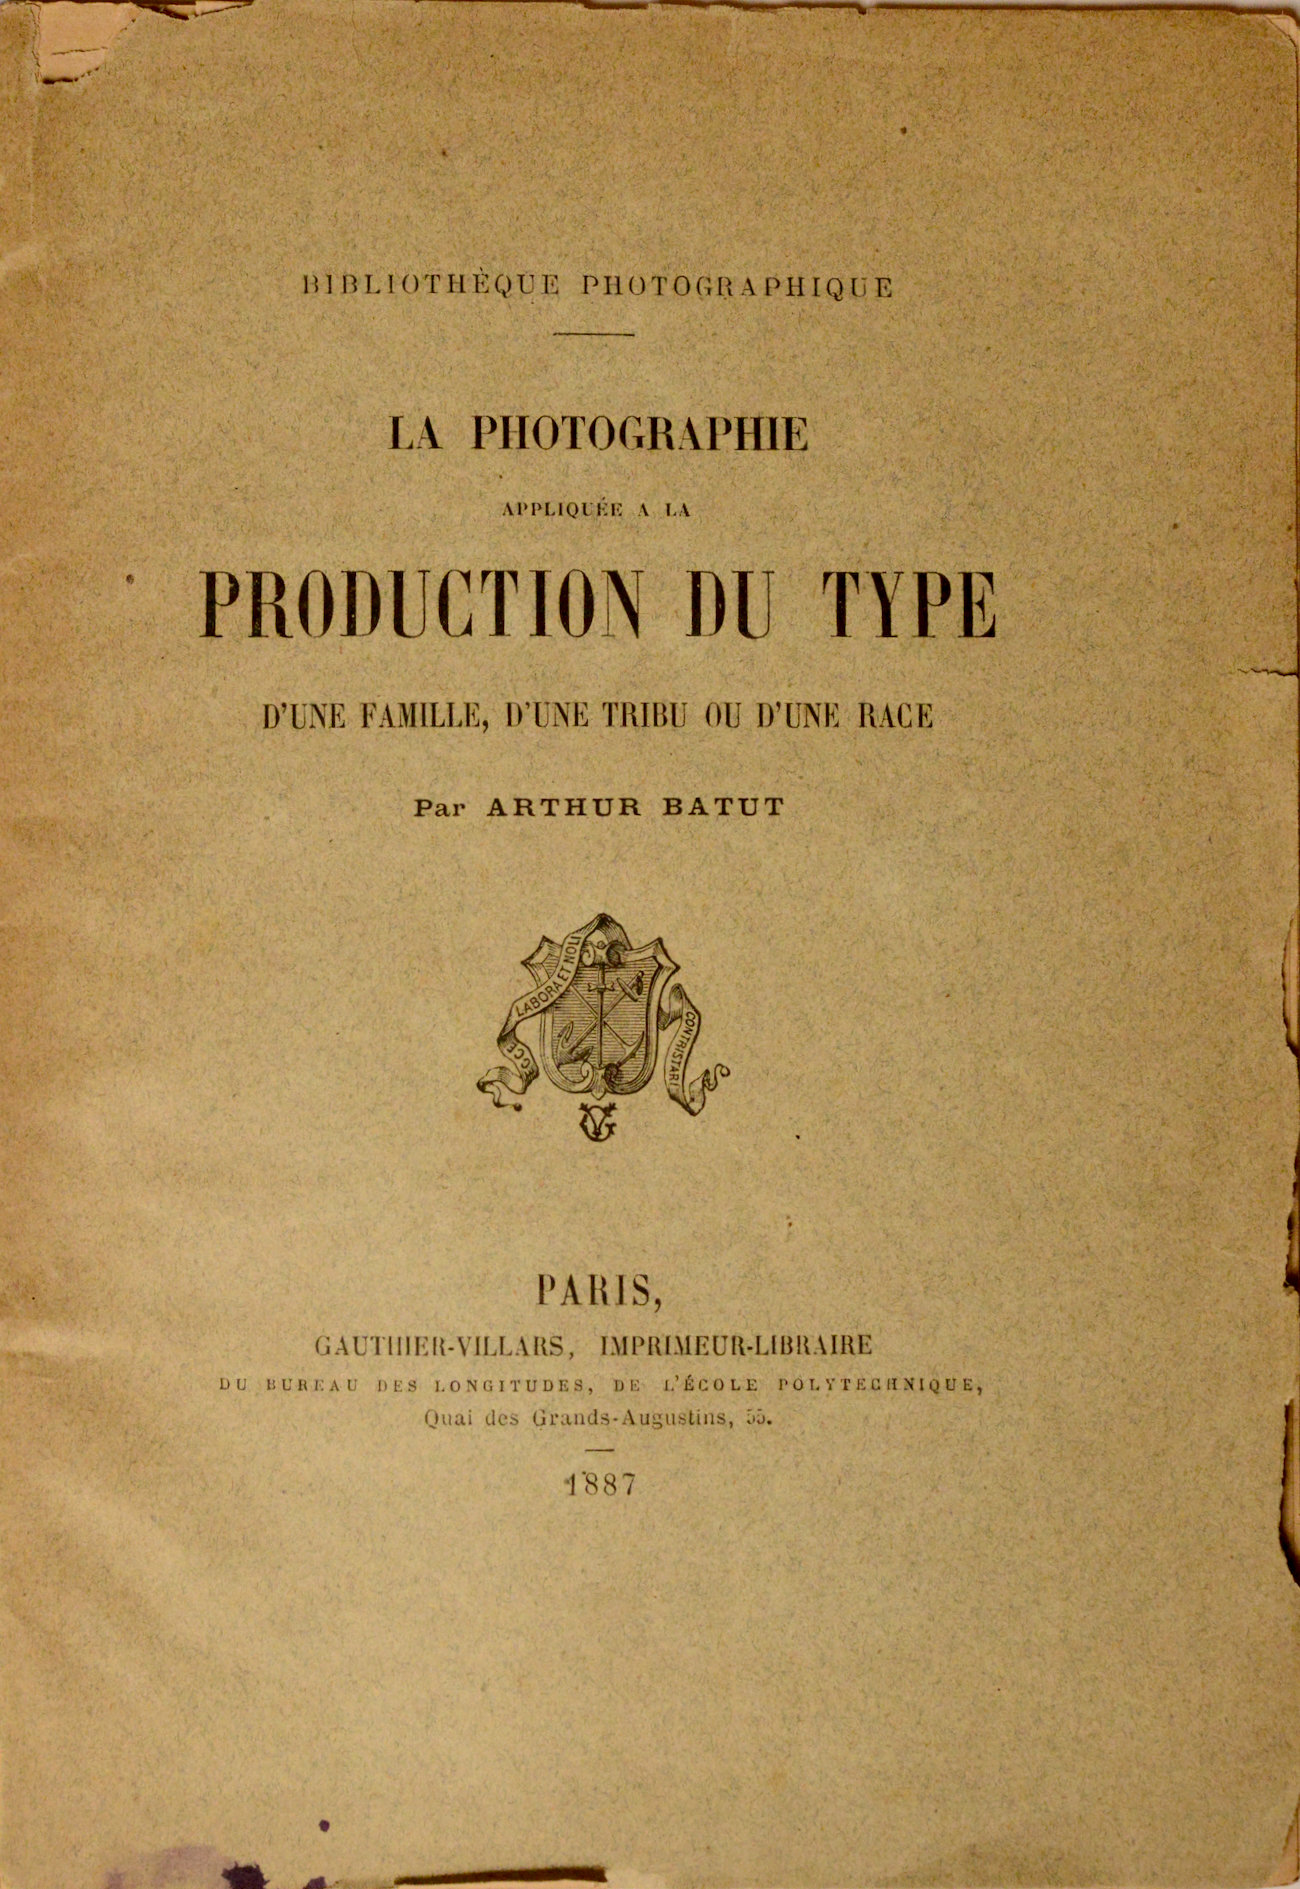 BIBLIOTHÈQUE PHOTOGRAPHIQUE
LA PHOTOGRAPHIE
APPLIQUÉE A LA
PRODUCTION DU TYPE
D'UNE FAMILLE, D'UNE TRIBU OU D'UNE RACE
Par ARTHUR BATUT
ECCE LABORA ET NOLI CONTRISTARI
VG
PARIS,
GAUTHIER-VILLARS, IMPRIMEUR-LIBRAIRE
DU BUREAU DES LONGITUDES, DE L'ÉCOLE POLYTECHNIQUE,
Quai des Grands-Augustins, 55.
1887